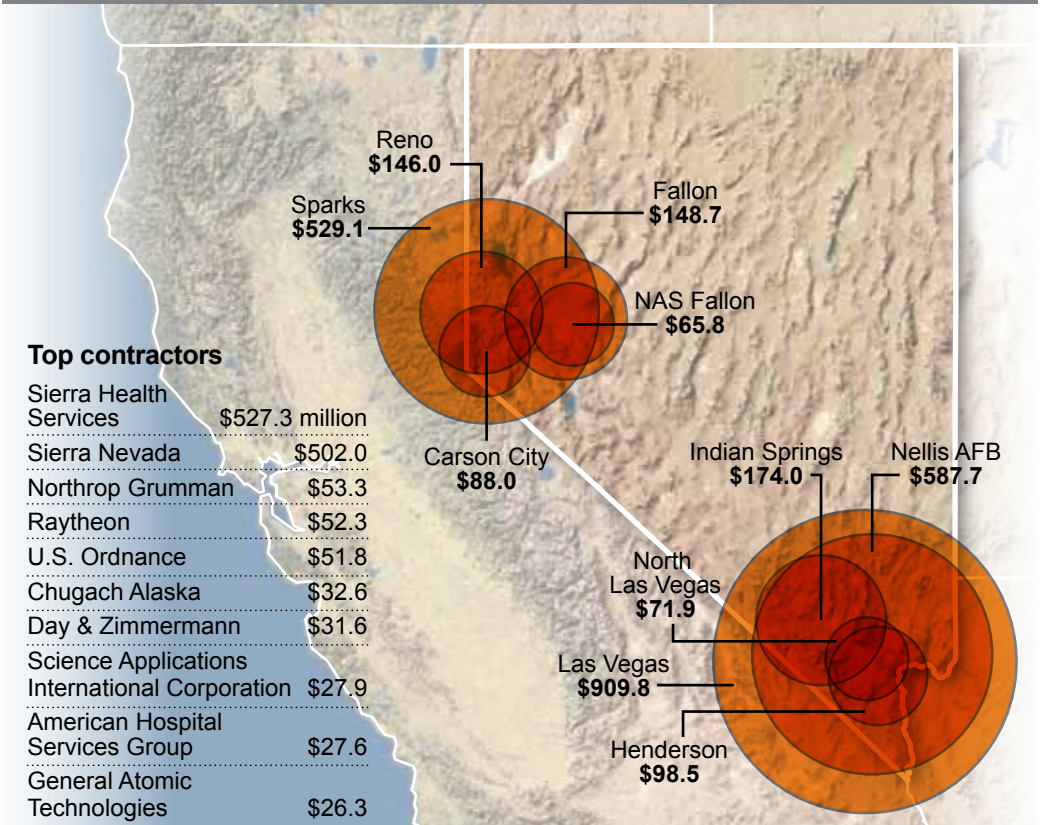 Reno
$146.0
Sparks
$529.1
Fallon
$148.7
NAS Fallon
$65.8
Carson City
$88.0
Top contractors
Sierra Health
Services $527.3 million
Sierra Nevada $502.0
Northrop Grumman $53.3
Raytheon $52.3
U.S. Ordnance $51.8
Chugach Alaska $32.6
Day & Zimmermann $31.6
Science Applications
International Corporation $27.9
American Hospital
Services Group $27.6
General Atomic
Technologies $26.3
Indian Springs
$174.0
Nellis AFB
$587.7
North
Las Vegas
$71.9
Las Vegas
$909.8
Henderson
$98.5